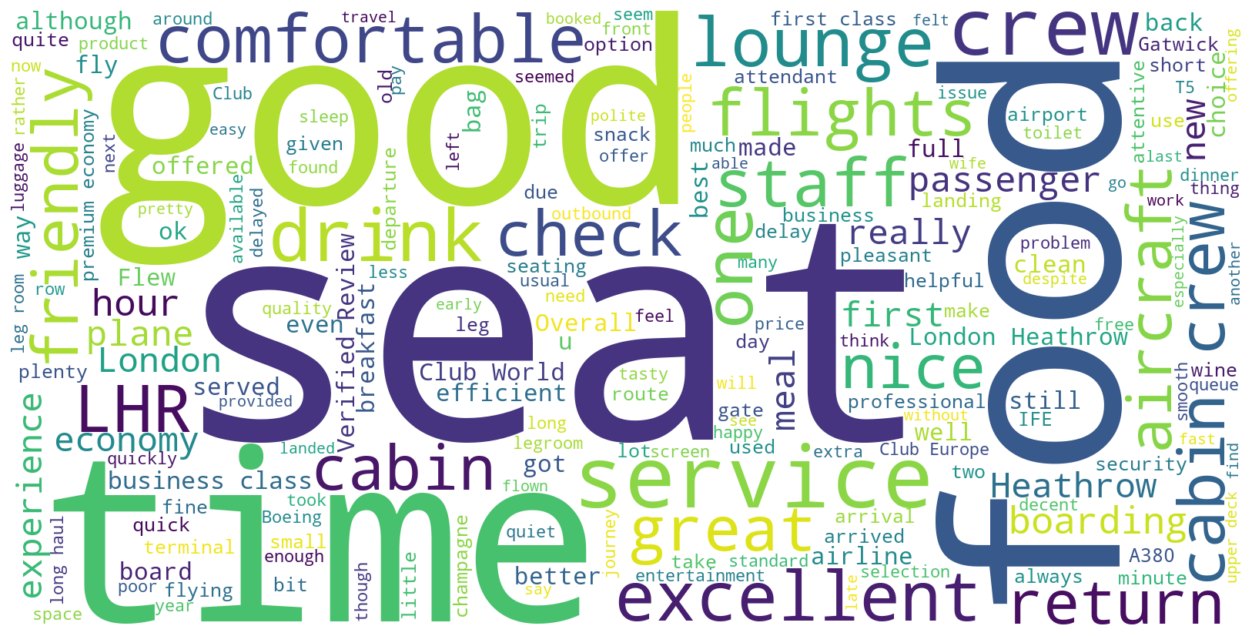 although
around
travel
booked
seem
first class
felt
back
quite
product
comfortable
front
option
lounge
crew
Gatwick
now
fly
old
pay
seemed
attendant
issue
short
offering
rather
friendly
good
Club
bag
people
flights
T5
choice
luggage
premium economy
next
easy
sleep
given
found
left
trip
polite
snack
offer
much
able
made
full
airport
toilet
food
attentive
new
use
last
offered
best
staff
passenger
wife
go
dinner
thing
way
pretty
ok
available
delayed
drink
departure
check
due
outbound
one
business
landing
work
delay
really
problem
clean
despite
especially
another
leg room
row
Flew
Verified Review
less
seating
usual
many
pleasant
helpful
hour
quality
even
early
leg
need
Overall
feel
price
first
make
free
aircraft
cabin crew
plane
breakfast
u
day
think
London Heathrow
London
plenty
seat
Club World
meal
nice
tasty
will
wine
smooth
queue
LHR
served
provided
efficient
route
gate
see
professional
without
still
IFE
economy
experience
landed
long
legroom
happy
well
fast
quickly
business class
cabin
got
lot
screen
used
extra
Club Europe
two
security
find
upper deck
time
fine
took
Boeing
flown
service
Heathrow
decent
long haul
quick
terminal
small
enough
quiet
journey
great
arrival
arrived
boarding
board
bit
though
little
champagne
better
take
standard
airline
A380
space
poor
flying
year
say
entertainment
selection
late
always
minute
excellent
return